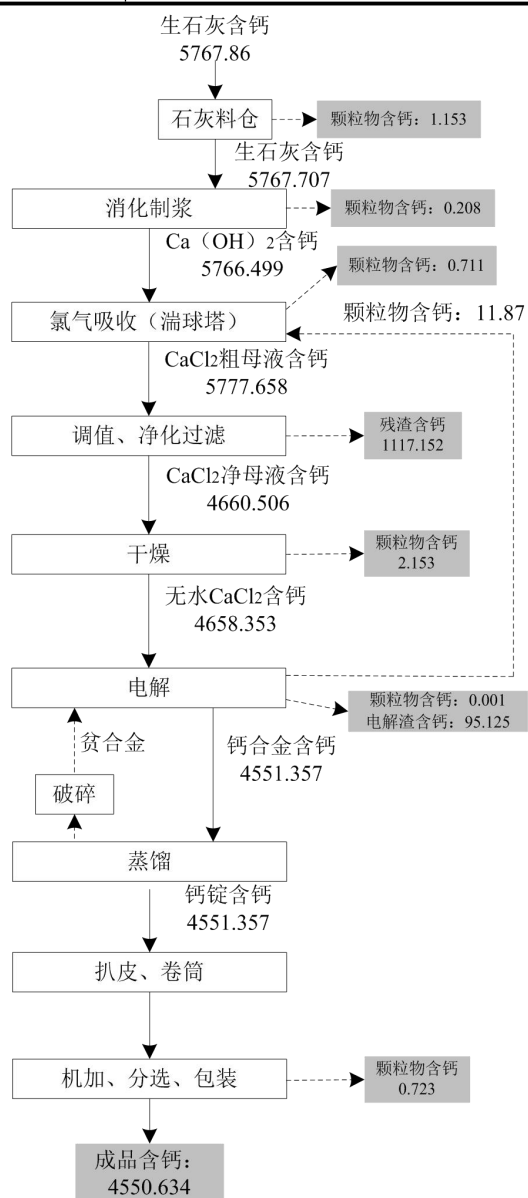 生石灰含钙
5767.86
石灰料仓
颗粒物含钙：1.153
生石灰含钙
5767.707
消化制浆
颗粒物含钙：0.208
Ca（OH）2含钙
5766.499
颗粒物含钙：0.711
氯气吸收（湍球塔）
颗粒物含钙：11.87
CaCl2粗母液含钙
5777.658
调值、净化过滤
残渣含钙
1117.152
CaCl2净母液含钙
4660.506
干燥
颗粒物含钙
2.153
无水CaCl2含钙
4658.353
电解
颗粒物含钙：0.001
电解渣含钙：95.125
贫合金
钙合金含钙
4551.357
破碎
蒸馏
钙锭含钙
4551.357
扒皮、卷筒
机加、分选、包装
颗粒物含钙
0.723
成品含钙：
4550.634